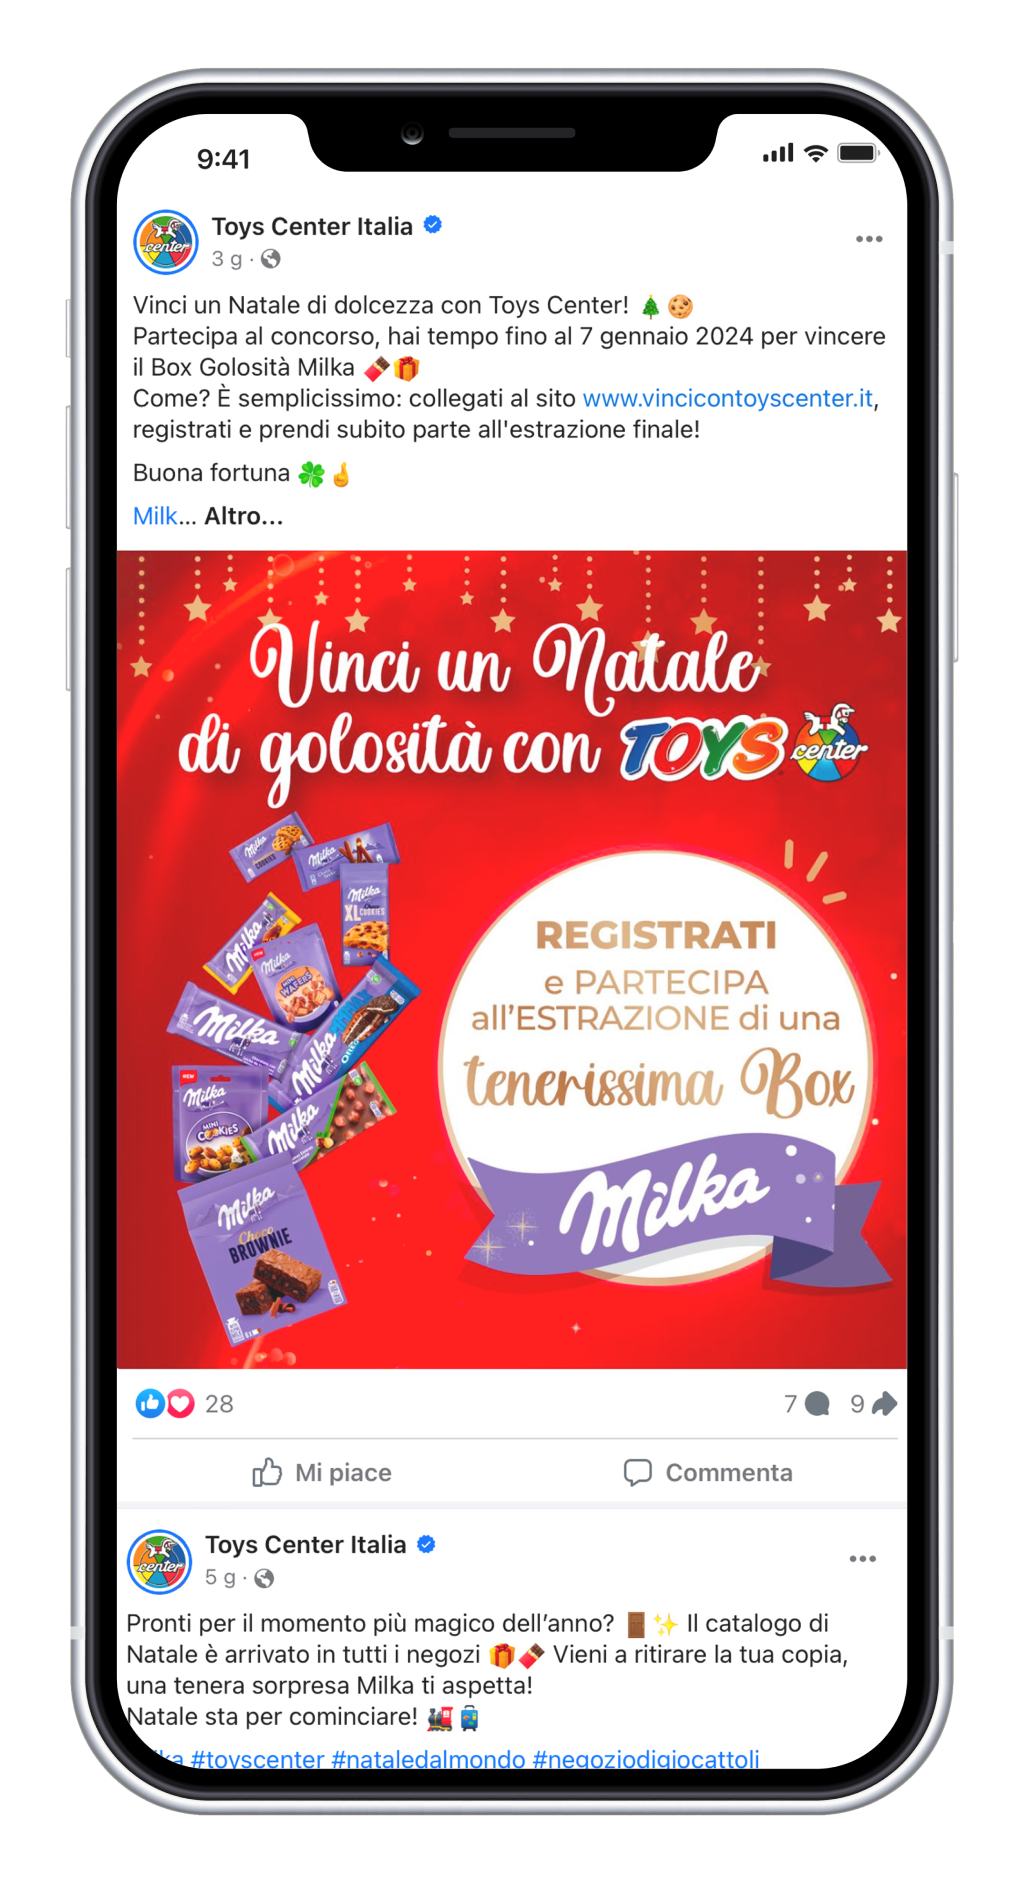 9:41
center
Toys Center Italia
3 g ·
Vinci un Natale di dolcezza con Toys Center! 🎄🍪
Partecipa al concorso, hai tempo fino al 7 gennaio 2024 per vincere
il Box Golosità Milka 🍫🎁
Come? È semplicissimo: collegati al sito www.vincicontoyscenter.it,
registrati e prendi subito parte all'estrazione finale!
Buona fortuna 🍀🤞
Milk... Altro...
Vinci un Natale
di golosità con TOYS center
Milka
COOKIES
Milka
Milka
XL Choco COOKIES
Milka
NEW
Milka
MINI WAFERS
Milka
Milka
OREO
NEW
Milka
MINI COOKIES
Milka
Milka
Choco
BROWNIE
REGISTRATI
e PARTECIPA
all'ESTRAZIONE di una
tenerissima Box
Milka
28
7 9
Mi piace Commenta
center
Toys Center Italia
5 g ·
Pronti per il momento più magico dell’anno? 🚪✨ Il catalogo di
Natale è arrivato in tutti i negozi 🎁🍫 Vieni a ritirare la tua copia,
una tenera sorpresa Milka ti aspetta!
Natale sta per cominciare! 🚂🧳
#toyscenter #nataledalmondo #negoziodigiocattoli